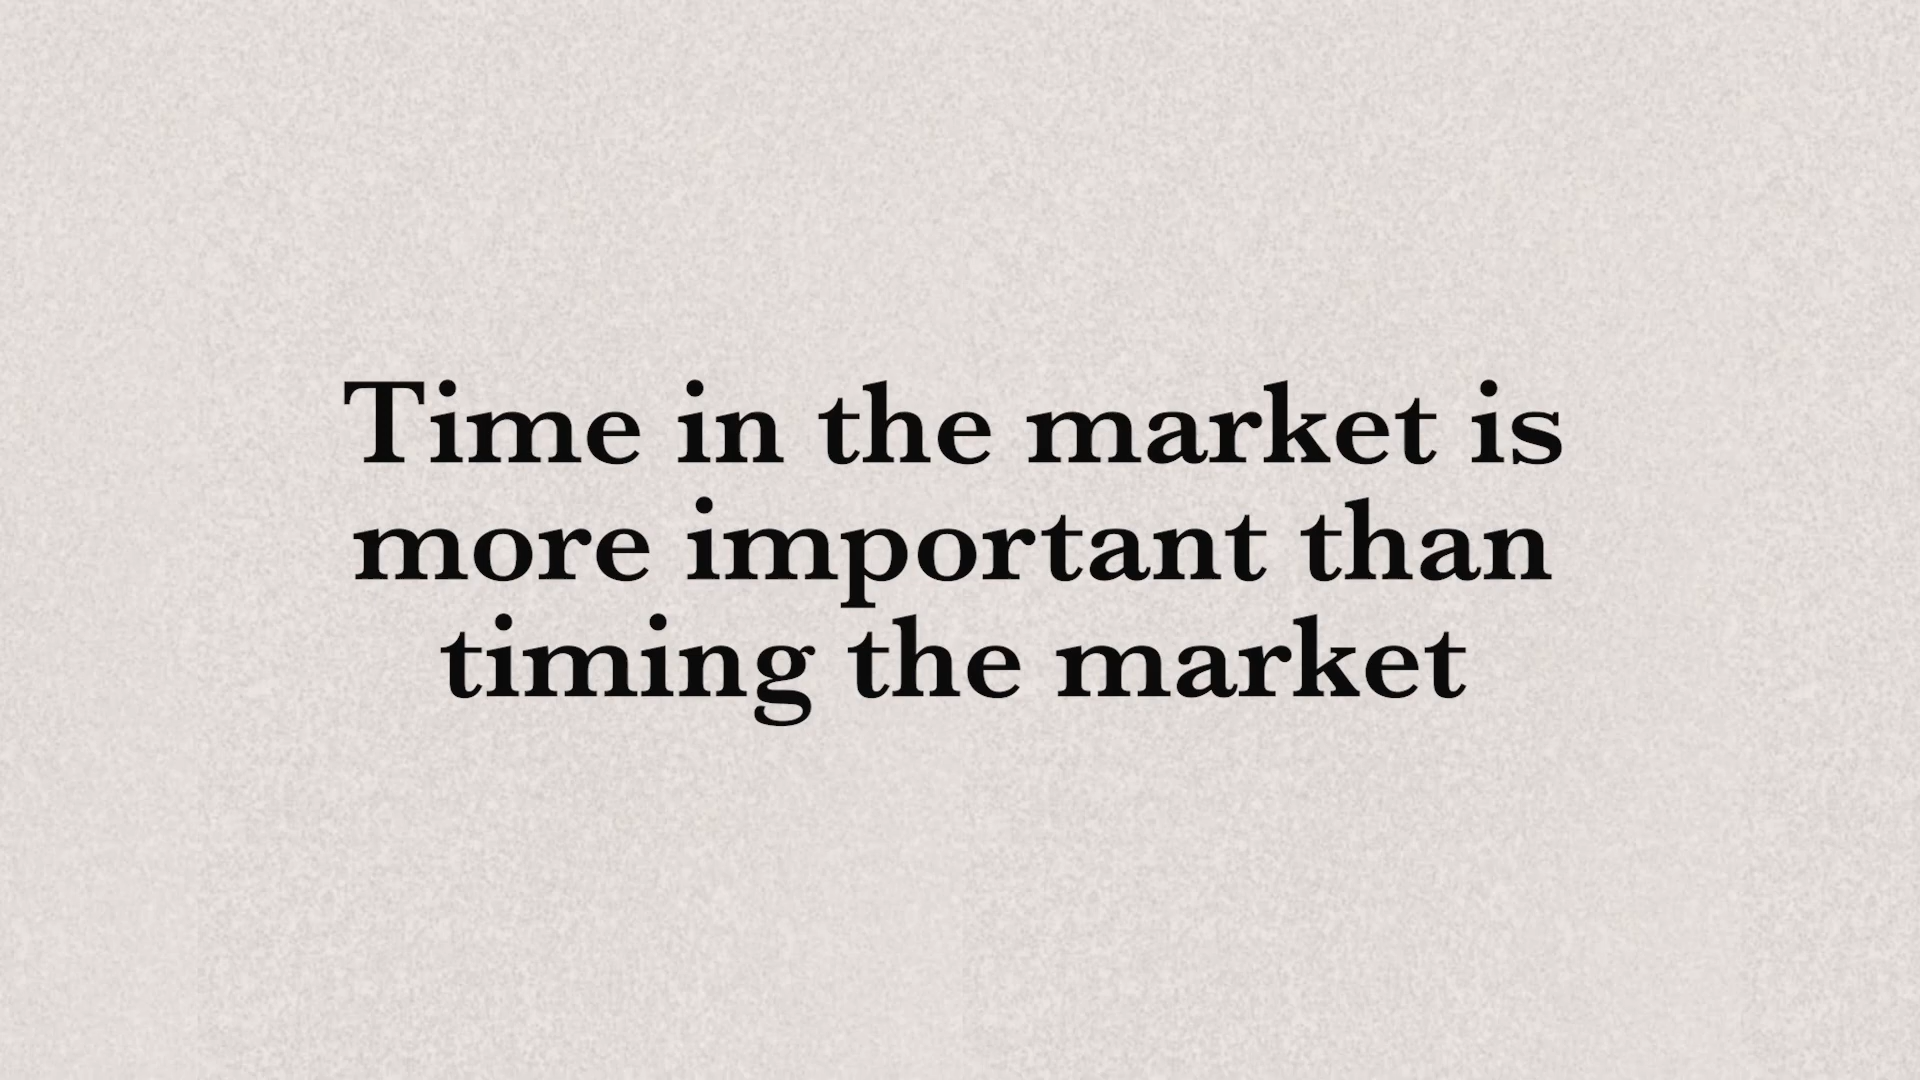 Time in the market is
more important than
timing the market